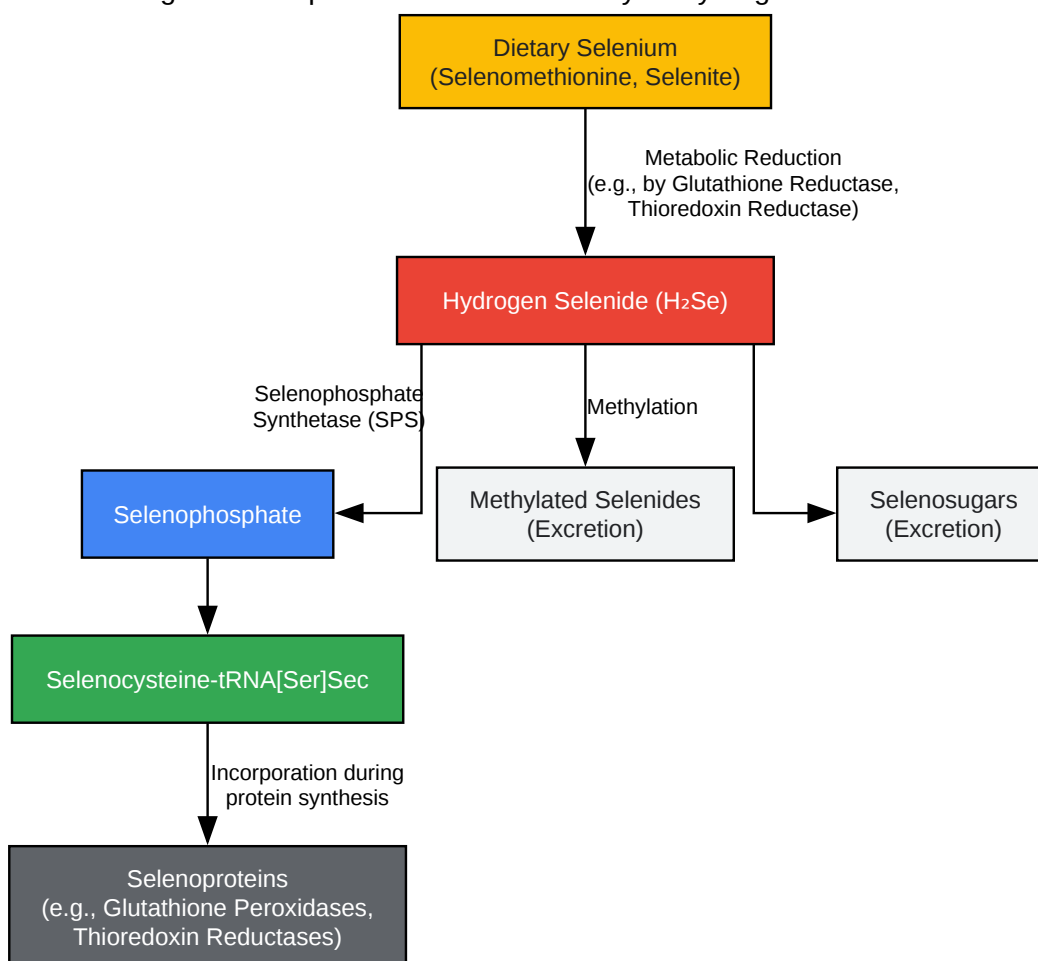 Dietary Selenium
(Selenomethionine, Selenite)
Metabolic Reduction
(e.g., by Glutathione Reductase,
Thioredoxin Reductase)
Hydrogen Selenide (H₂Se)
Selenophosphate
Synthetase (SPS)
Methylation
Selenophosphate
Methylated Selenides
(Excretion)
Selenosugars
(Excretion)
Selenocysteine-tRNA[Ser]Sec
Incorporation during
protein synthesis
Selenoproteins
(e.g., Glutathione Peroxidases,
Thioredoxin Reductases)